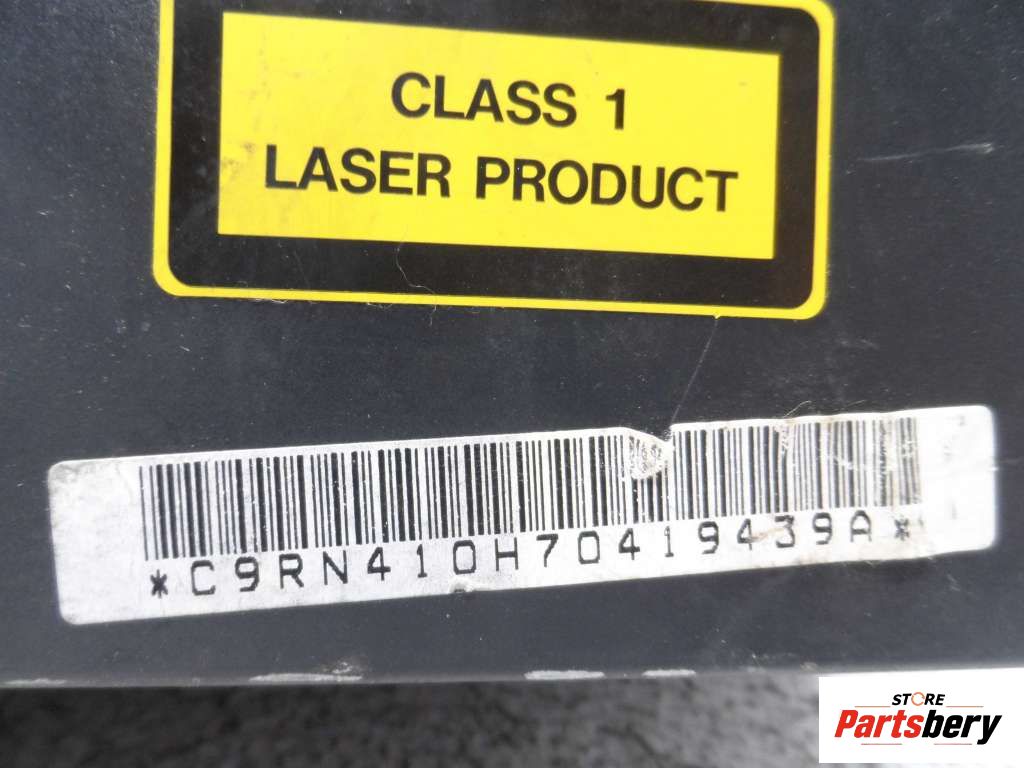 CLASS 1
LASER PRODUCT
*C9RN410H70419439A*
STORE
Partsbery